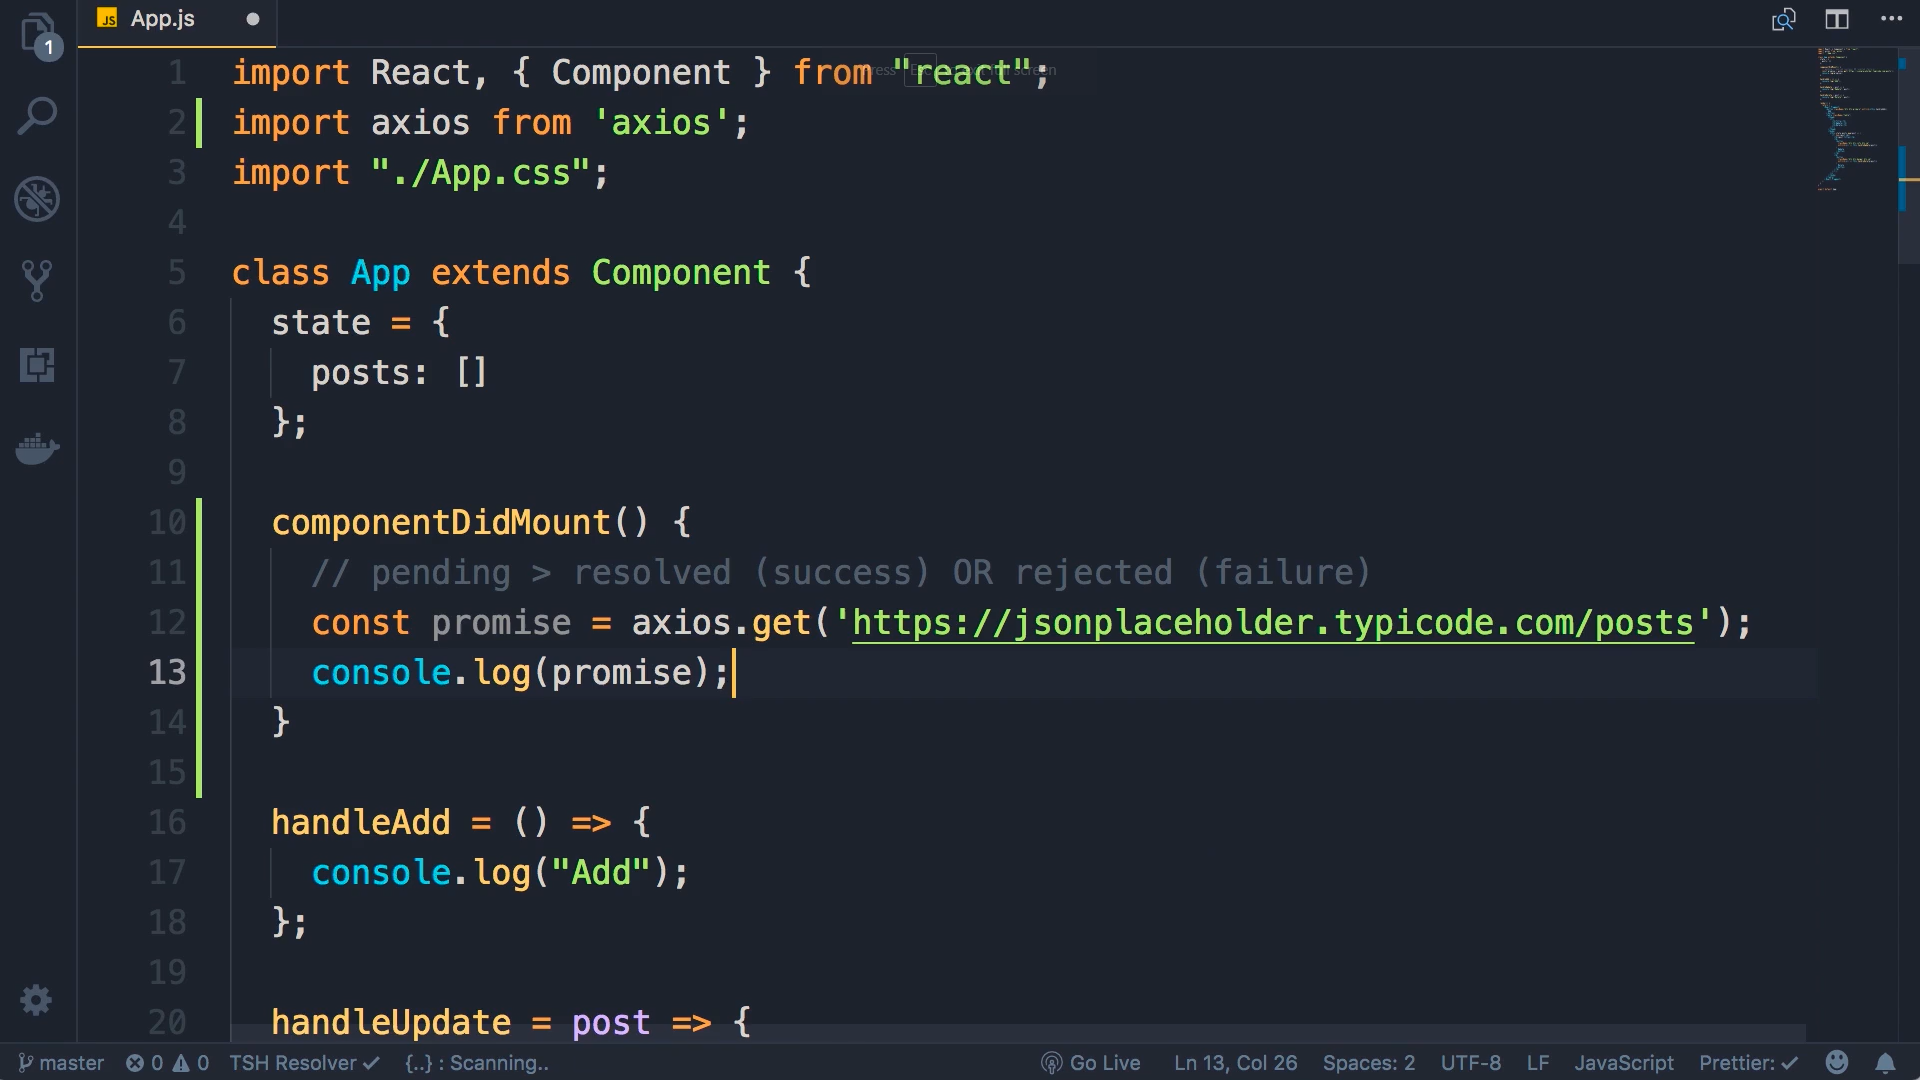 App.js
1
1 import React, { Component } from "react";
2 import axios from 'axios';
3 import "./App.css";
4
5 class App extends Component {
6 state = {
7 posts: []
8 };
9
10 componentDidMount() {
11 // pending > resolved (success) OR rejected (failure)
12 const promise = axios.get('https://jsonplaceholder.typicode.com/posts');
13 console.log(promise);
14 }
15
16 handleAdd = () => {
17 console.log("Add");
18 };
19
20 handleUpdate = post => {
master 0 0 TSH Resolver {..} : Scanning.. Go Live Ln 13, Col 26 Spaces: 2 UTF-8 LF JavaScript Prettier: